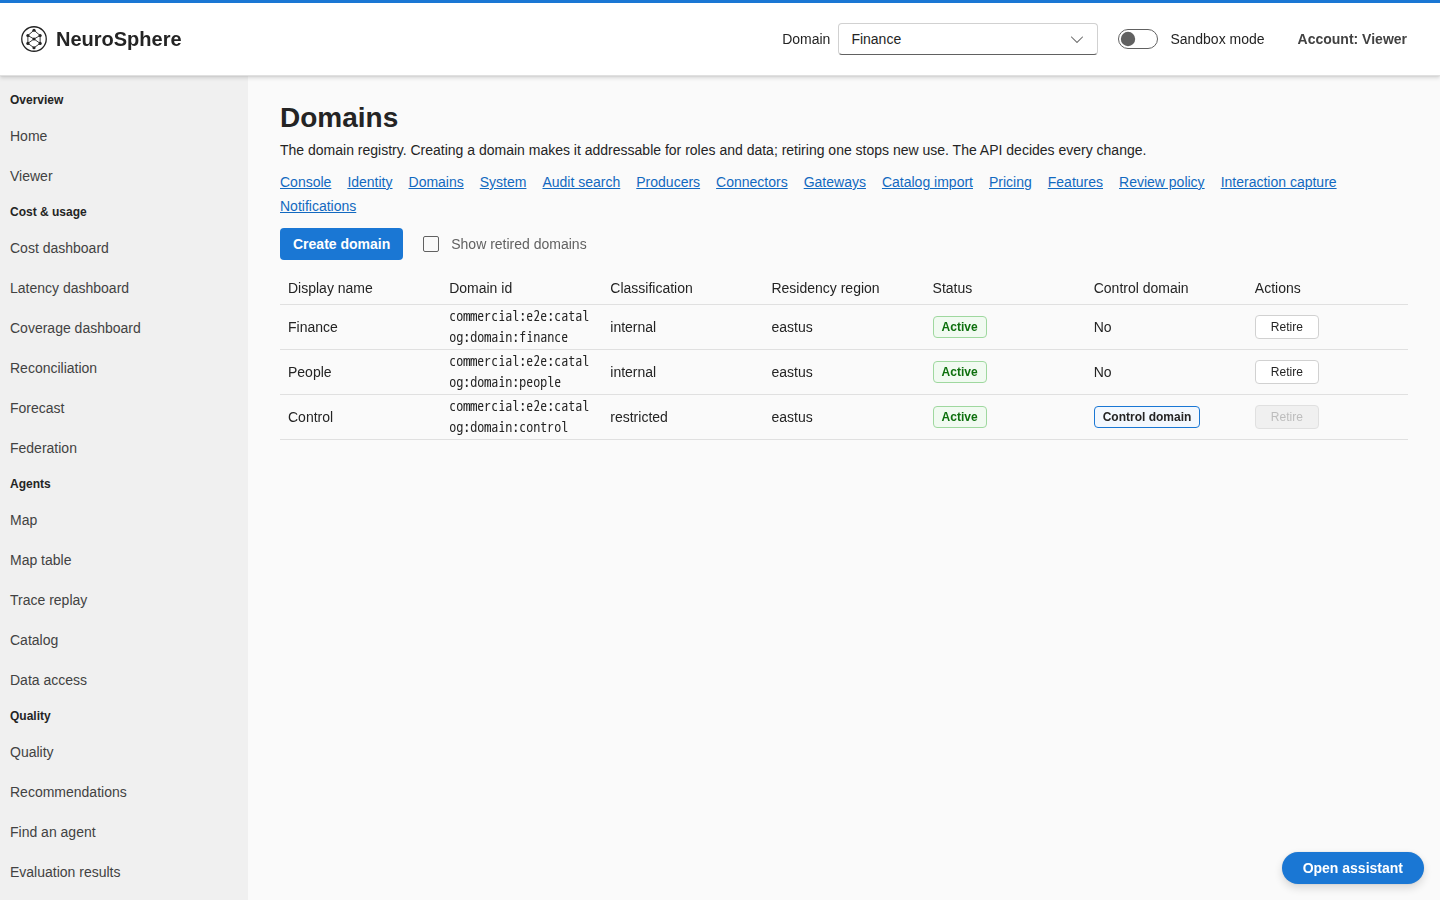 NeuroSphere
Domain Finance Sandbox mode Account: Viewer
Overview
Home
Viewer
Cost & usage
Cost dashboard
Latency dashboard
Coverage dashboard
Reconciliation
Forecast
Federation
Agents
Map
Map table
Trace replay
Catalog
Data access
Quality
Quality
Recommendations
Find an agent
Evaluation results
Domains
The domain registry. Creating a domain makes it addressable for roles and data; retiring one stops new use. The API decides every change.
Console Identity Domains System Audit search Producers Connectors Gateways Catalog import Pricing Features Review policy Interaction capture
Notifications
Create domain Show retired domains
Display name Domain id Classification Residency region Status Control domain Actions
Finance commercial:e2e:catal internal eastus Active No Retire
og:domain:finance
People commercial:e2e:catal internal eastus Active No Retire
og:domain:people
Control commercial:e2e:catal restricted eastus Active Control domain Retire
og:domain:control
Open assistant